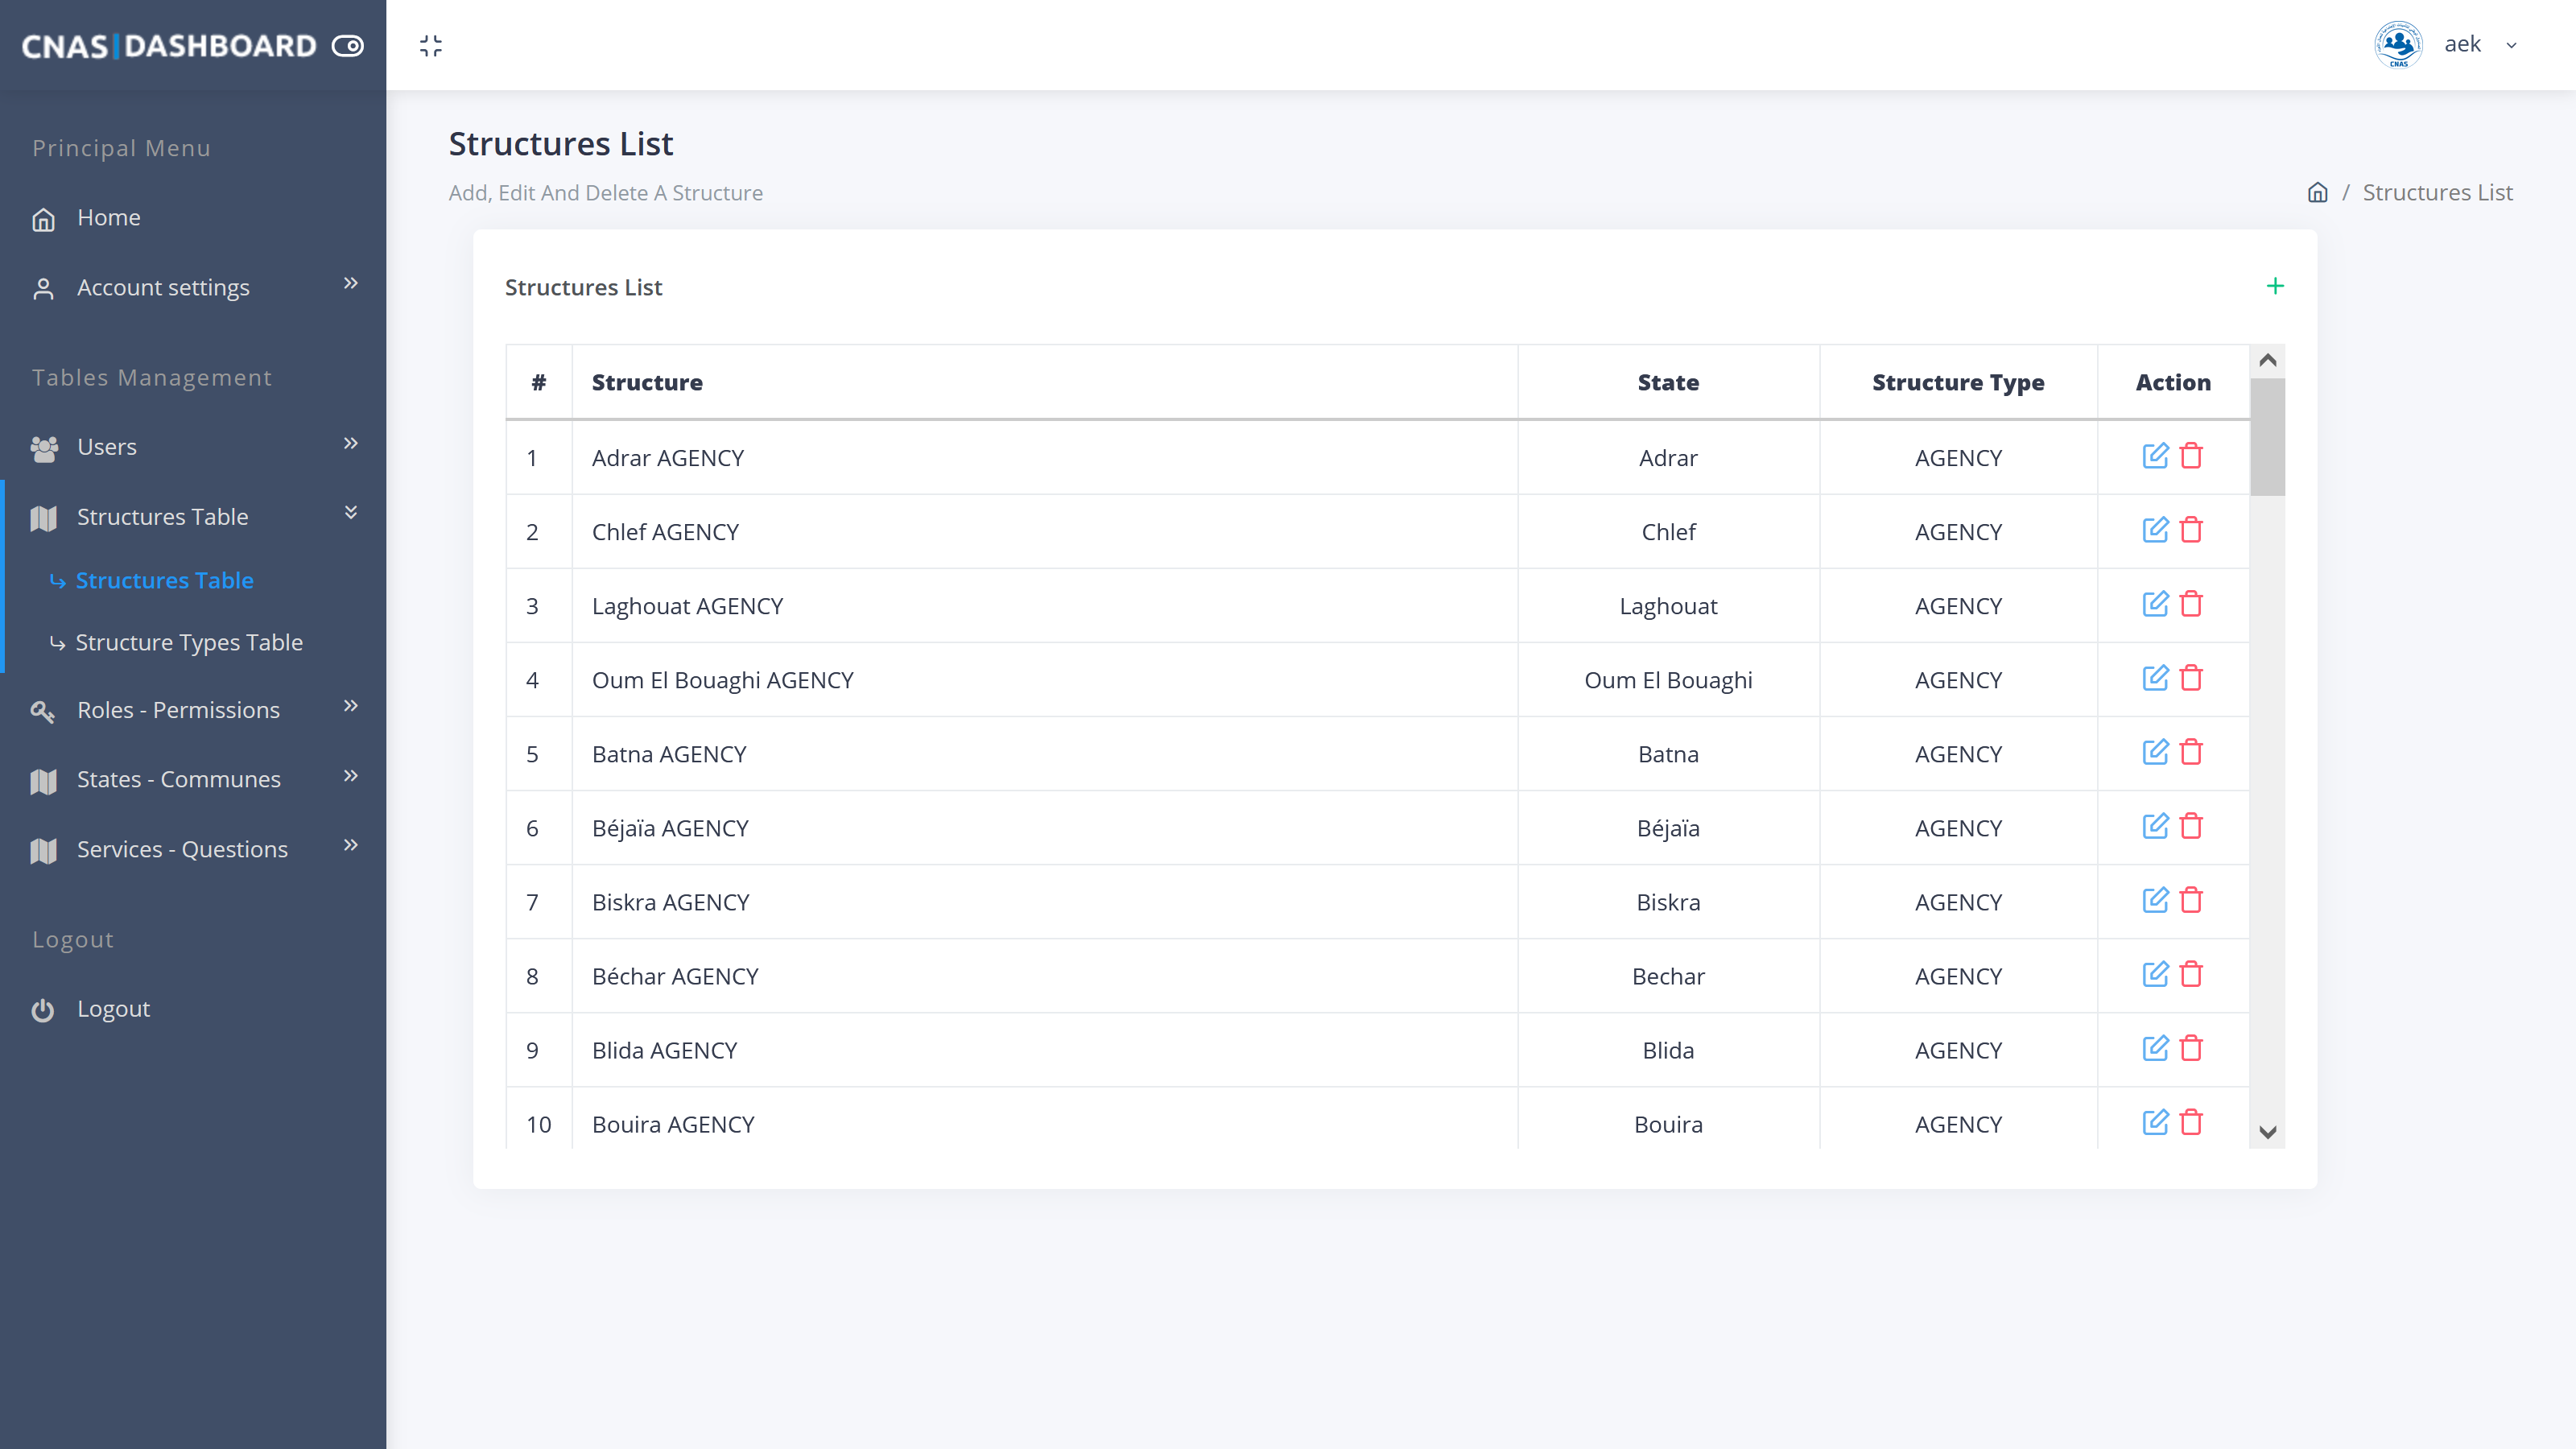 CNAS|DASHBOARD
aek
Principal Menu
Home
Account settings
Tables Management
Users
Structures Table
Structures Table
Structure Types Table
Roles - Permissions
States - Communes
Services - Questions
Logout
Logout
Structures List
Add, Edit And Delete A Structure
/ Structures List
Structures List
# Structure State Structure Type Action
1 Adrar AGENCY Adrar AGENCY
2 Chlef AGENCY Chlef AGENCY
3 Laghouat AGENCY Laghouat AGENCY
4 Oum El Bouaghi AGENCY Oum El Bouaghi AGENCY
5 Batna AGENCY Batna AGENCY
6 Béjaïa AGENCY Béjaïa AGENCY
7 Biskra AGENCY Biskra AGENCY
8 Béchar AGENCY Bechar AGENCY
9 Blida AGENCY Blida AGENCY
10 Bouira AGENCY Bouira AGENCY
CNAS